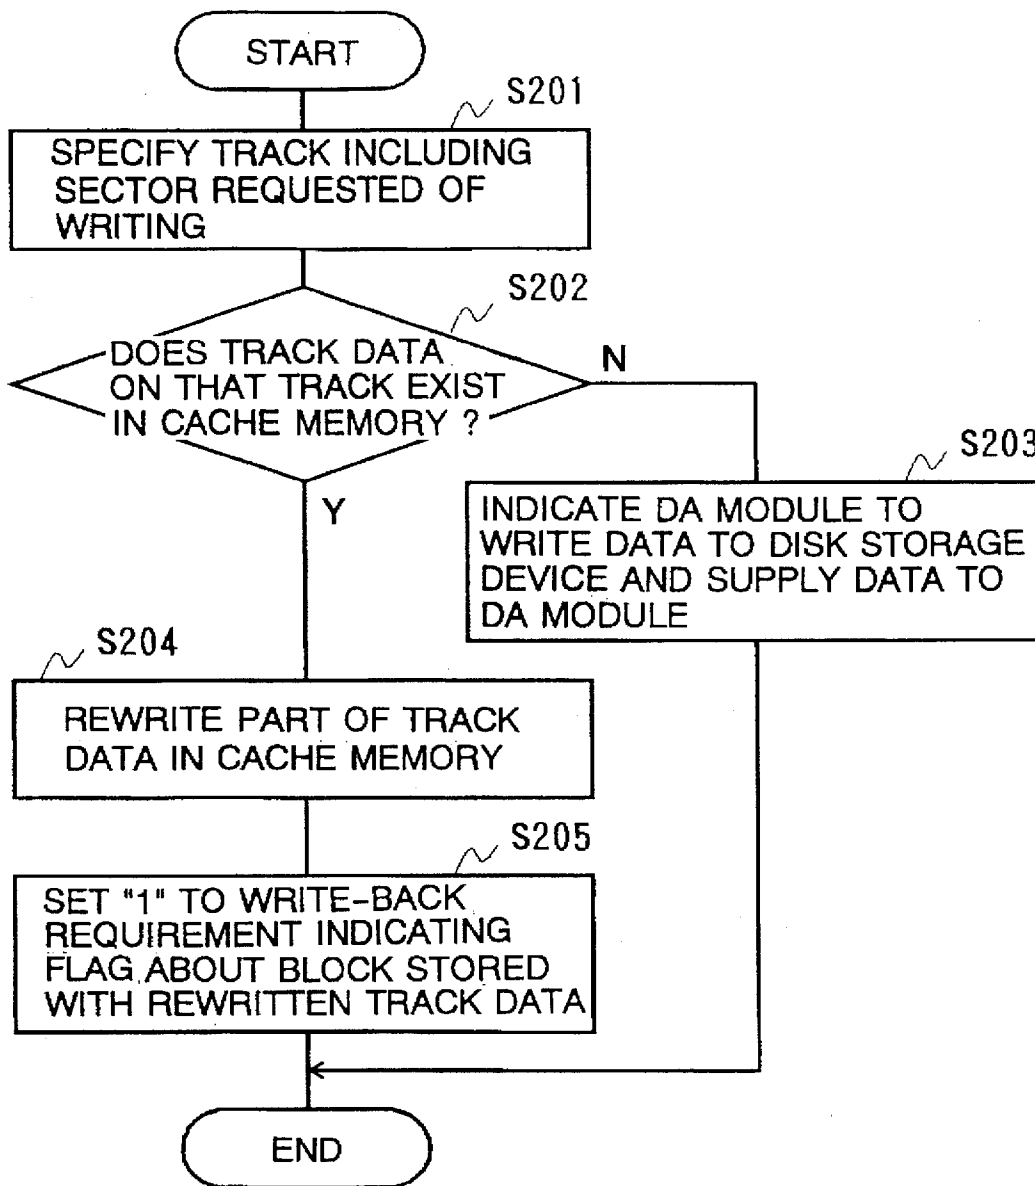 START
S201
SPECIFY TRACK INCLUDING
SECTOR REQUESTED OF
WRITING
S202
DOES TRACK DATA
ON THAT TRACK EXIST
IN CACHE MEMORY ?
N
Y
S203
INDICATE DA MODULE TO
WRITE DATA TO DISK STORAGE
DEVICE AND SUPPLY DATA TO
DA MODULE
S204
REWRITE PART OF TRACK
DATA IN CACHE MEMORY
S205
SET "1" TO WRITE-BACK
REQUIREMENT INDICATING
FLAG ABOUT BLOCK STORED
WITH REWRITTEN TRACK DATA
END